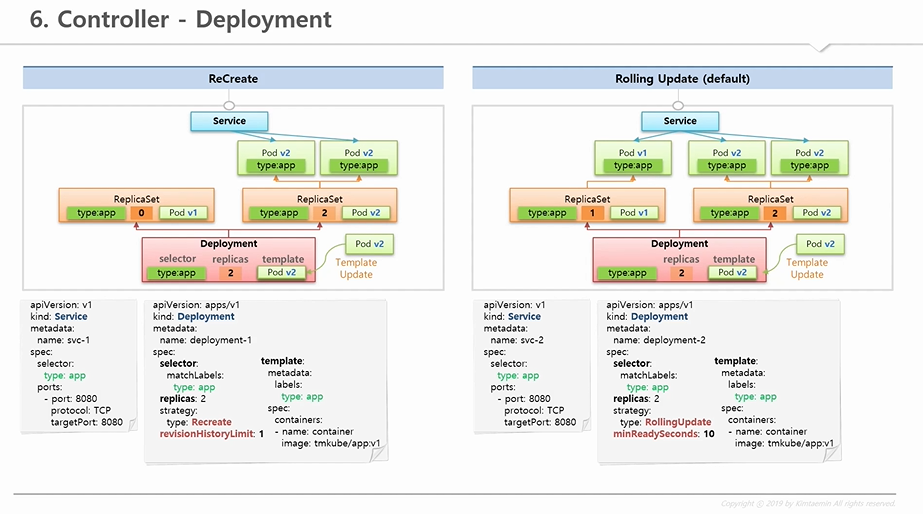 6. Controller - Deployment
ReCreate
Service
Pod v2
type:app
Pod v2
type:app
ReplicaSet
type:app 0 Pod v1
ReplicaSet
type:app 2 Pod v2
Deployment
selector replicas template
type:app 2 Pod v2
Pod v2
Template
Update
apiVersion: v1
kind: Service
metadata:
name: svc-1
spec:
selector:
type: app
ports:
- port: 8080
protocol: TCP
targetPort: 8080
apiVersion: apps/v1
kind: Deployment
metadata:
name: deployment-1
spec:
selector:
matchLabels:
type: app
replicas: 2
strategy:
type: Recreate
revisionHistoryLimit: 1
template:
metadata:
labels:
type: app
spec:
containers:
- name: container
image: tmkube/app:v1
Rolling Update (default)
Service
Pod v1
type:app
Pod v2
type:app
Pod v2
type:app
ReplicaSet
type:app 1 Pod v1
ReplicaSet
type:app 2 Pod v2
Deployment
replicas template
type:app 2 Pod v2
Pod v2
Template
Update
apiVersion: v1
kind: Service
metadata:
name: svc-2
spec:
selector:
type: app
ports:
- port: 8080
protocol: TCP
targetPort: 8080
apiVersion: apps/v1
kind: Deployment
metadata:
name: deployment-2
spec:
selector:
matchLabels:
type: app
replicas: 2
strategy:
type: RollingUpdate
minReadySeconds: 10
template:
metadata:
labels:
type: app
spec:
containers:
- name: container
image: tmkube/app:v1
Copyright ⓒ 2019 by Kimtaemin All rights reserved.